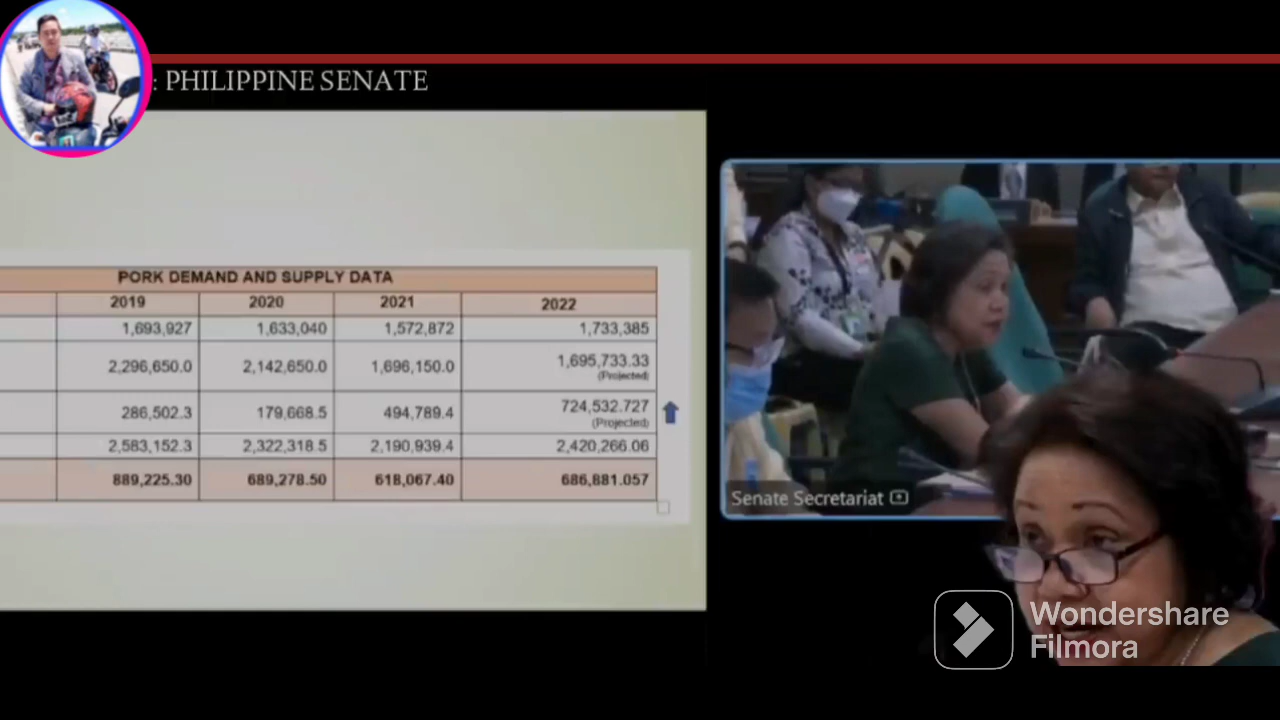 : PHILIPPINE SENATE
PORK DEMAND AND SUPPLY DATA
2019 2020 2021 2022
1,693,927 1,633,040 1,572,872 1,733,385
2,296,650.0 2,142,650.0 1,696,150.0 1,695,733.33
(Projected)
286,502.3 179,668.5 494,789.4 724,532.727
(Projected)
2,583,152.3 2,322,318.5 2,190,939.4 2,420,266.06
889,225.30 689,278.50 618,067.40 686,881.057
Senate Secretariat
Wondershare
Filmora